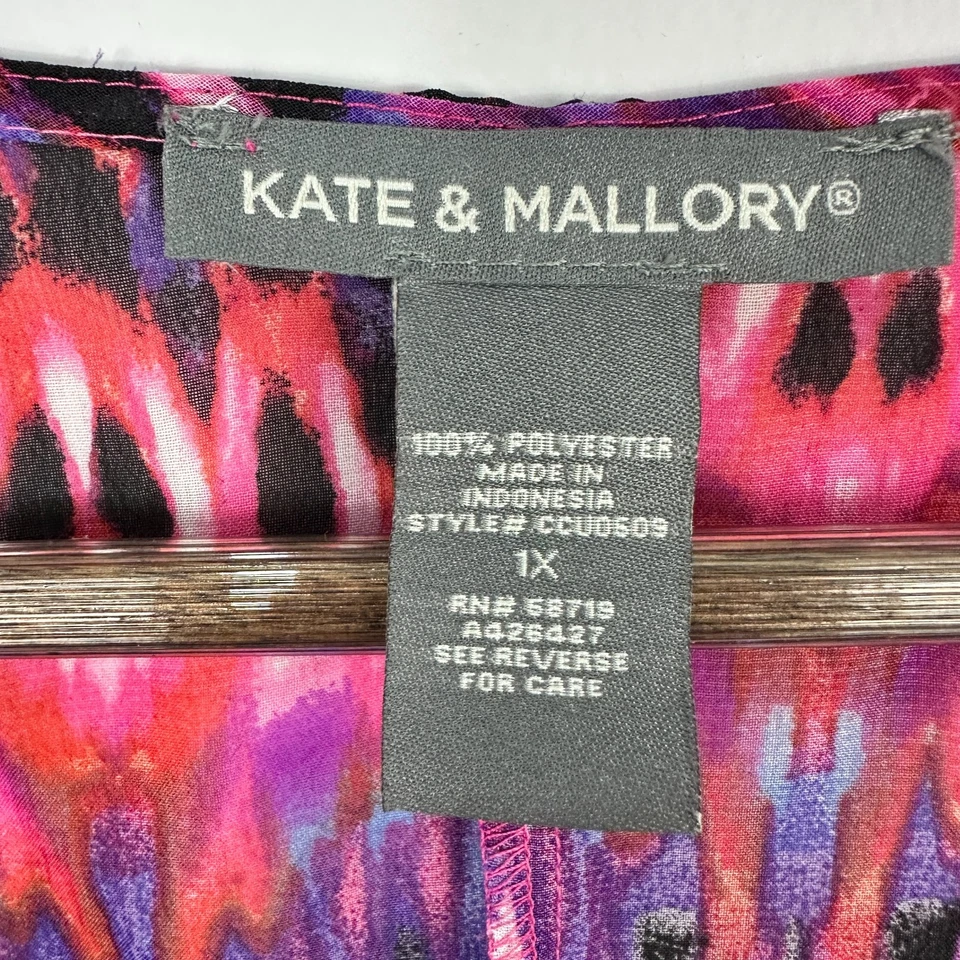 KATE & MALLORY®
100% POLYESTER
MADE IN
INDONESIA
STYLE# CCU0509
1X
RN# 58719
A426427
SEE REVERSE
FOR CARE